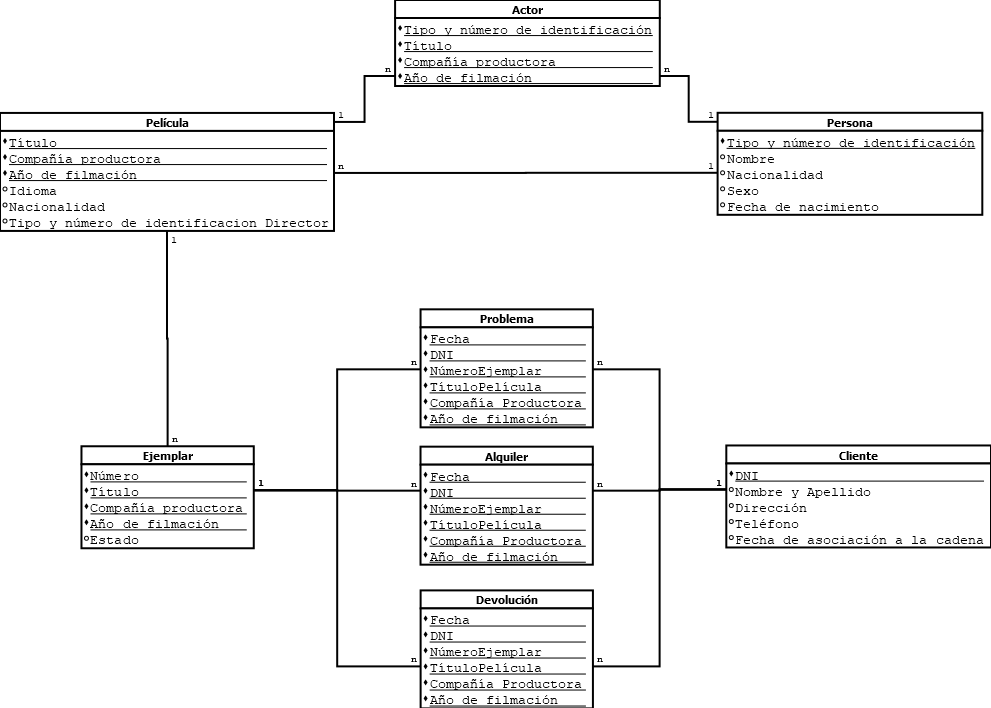 Actor
Tipo y número de identificación
Título
Compañía productora
Año de filmación
n
n
1
1
Película
Título
Compañía productora
Año de filmación
Idioma
Nacionalidad
Tipo y número de identificacion Director
n
1
1
Persona
Tipo y número de identificación
Nombre
Nacionalidad
Sexo
Fecha de nacimiento
Problema
Fecha
DNI
NúmeroEjemplar
TítuloPelícula
Compañía Productora
Año de filmación
n
n
n
Ejemplar
Número
Título
Compañía productora
Año de filmación
Estado
1
Alquiler
Fecha
DNI
NúmeroEjemplar
TítuloPelícula
Compañía Productora
Año de filmación
n
n
1
Cliente
DNI
Nombre y Apellido
Dirección
Teléfono
Fecha de asociación a la cadena
Devolución
Fecha
DNI
NúmeroEjemplar
TítuloPelícula
Compañía Productora
Año de filmación
n
n